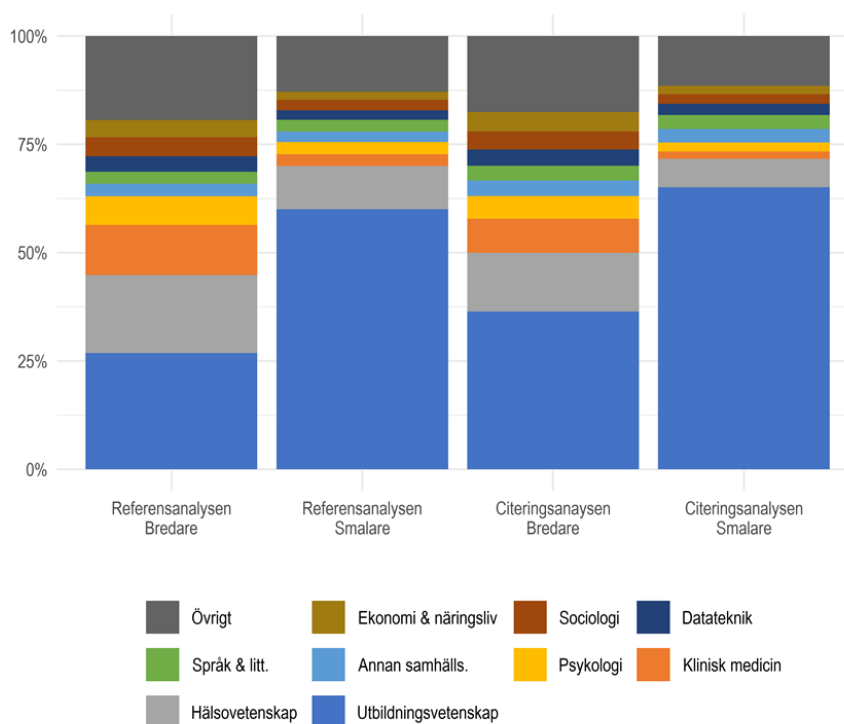 100%
75%
50%
25%
0%
Referensanalysen
Bredare
Referensanalysen
Smalare
Citeringsanaysen
Bredare
Citeringsanalysen
Smalare
Övrigt
Ekonomi & näringsliv
Sociologi
Datateknik
Språk & litt.
Annan samhälls.
Psykologi
Klinisk medicin
Hälsovetenskap
Utbildningsvetenskap